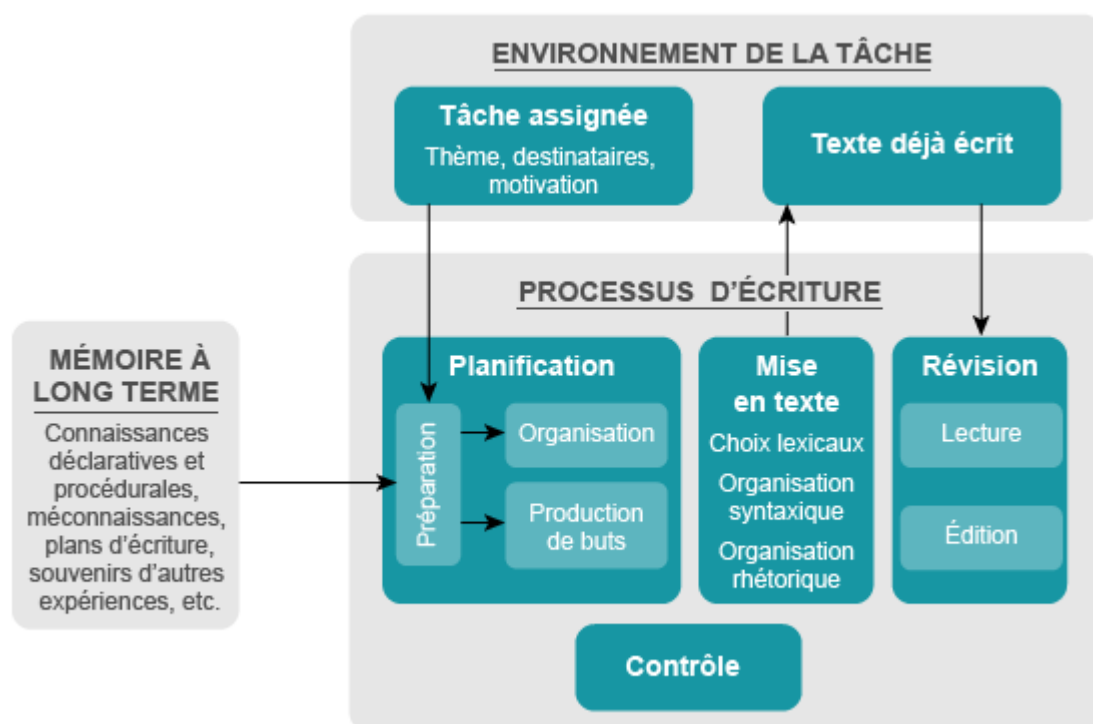 ENVIRONNEMENT DE LA TÂCHE
Tâche assignée
Thème, destinataires,
motivation
Texte déjà écrit
PROCESSUS D'ÉCRITURE
MÉMOIRE À
LONG TERME
Connaissances
déclaratives et
procédurales,
méconnaissances,
plans d'écriture,
souvenirs d'autres
expériences, etc.
Planification
Préparation
Organisation
Production
de buts
Mise
en texte
Choix lexicaux
Organisation
syntaxique
Organisation
rhétorique
Révision
Lecture
Édition
Contrôle